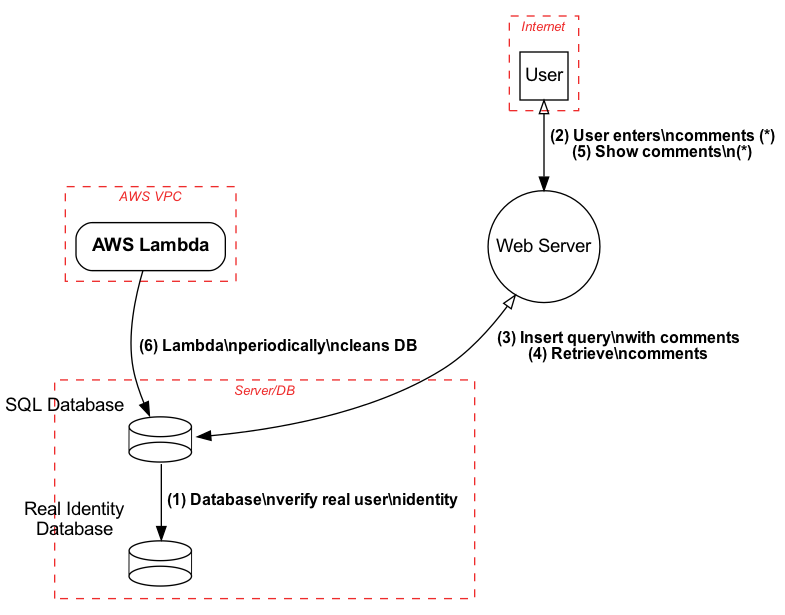 Internet
User
(2) User enters\ncomments (*)
(5) Show comments\n(*)
AWS VPC
AWS Lambda
Web Server
(6) Lambda\nperiodically\ncleans DB
(3) Insert query\nwith comments
(4) Retrieve\ncomments
Server/DB
SQL Database
(1) Database\nverify real user\nidentity
Real Identity
Database